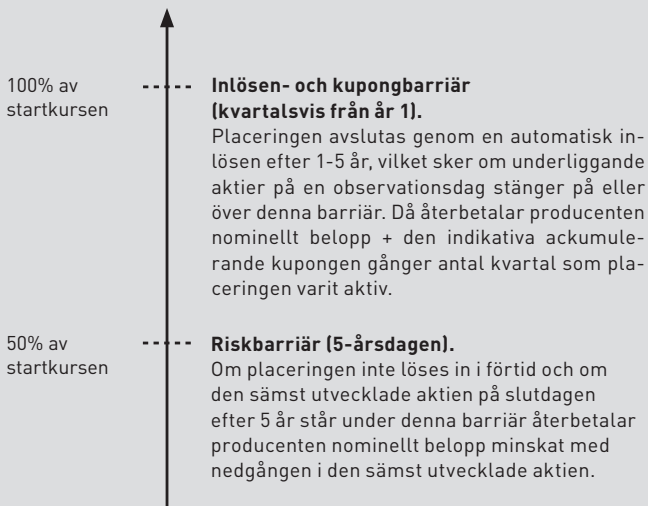 100% av
startkursen
Inlösen- och kupongbarriär
(kvartalsvis från år 1).
Placeringen avslutas genom en automatisk in-
lösen efter 1-5 år, vilket sker om underliggande
aktier på en observationsdag stänger på eller
över denna barriär. Då återbetalar producenten
nominellt belopp + den indikativa ackumule-
rande kupongen gånger antal kvartal som pla-
ceringen varit aktiv.
50% av
startkursen
Riskbarriär (5-årsdagen).
Om placeringen inte löses in i förtid och om
den sämst utvecklade aktien på slutdagen
efter 5 år står under denna barriär återbetalar
producenten nominellt belopp minskat med
nedgången i den sämst utvecklade aktien.